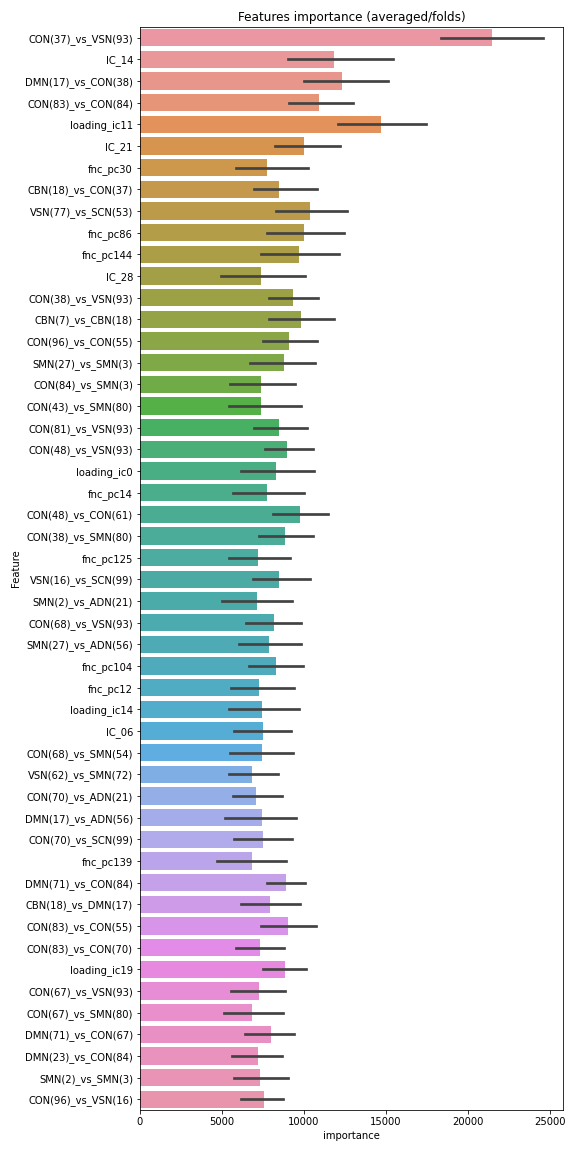 Features importance (averaged/folds)
CON(37)_vs_VSN(93)
IC_14
DMN(17)_vs_CON(38)
CON(83)_vs_CON(84)
loading_ic11
IC_21
fnc_pc30
CBN(18)_vs_CON(37)
VSN(77)_vs_SCN(53)
fnc_pc86
fnc_pc144
IC_28
CON(38)_vs_VSN(93)
CBN(7)_vs_CBN(18)
CON(96)_vs_CON(55)
SMN(27)_vs_SMN(3)
CON(84)_vs_SMN(3)
CON(43)_vs_SMN(80)
CON(81)_vs_VSN(93)
CON(48)_vs_VSN(93)
loading_ic0
fnc_pc14
CON(48)_vs_CON(61)
CON(38)_vs_SMN(80)
fnc_pc125
VSN(16)_vs_SCN(99)
SMN(2)_vs_ADN(21)
CON(68)_vs_VSN(93)
SMN(27)_vs_ADN(56)
fnc_pc104
fnc_pc12
loading_ic14
IC_06
CON(68)_vs_SMN(54)
VSN(62)_vs_SMN(72)
CON(70)_vs_ADN(21)
DMN(17)_vs_ADN(56)
CON(70)_vs_SCN(99)
fnc_pc139
DMN(71)_vs_CON(84)
CBN(18)_vs_DMN(17)
CON(83)_vs_CON(55)
CON(83)_vs_CON(70)
loading_ic19
CON(67)_vs_VSN(93)
CON(67)_vs_SMN(80)
DMN(71)_vs_CON(67)
DMN(23)_vs_CON(84)
SMN(2)_vs_SMN(3)
CON(96)_vs_VSN(16)
Feature
0 5000 10000 15000 20000 25000
importance